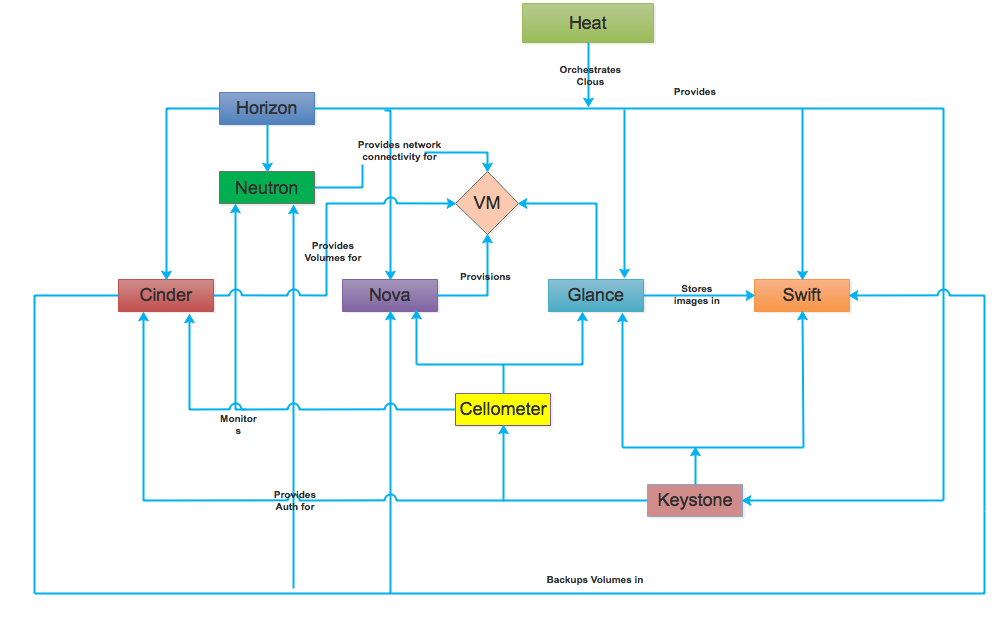 Heat
Orchestrates
Clous
Provides
Horizon
Provides network
connectivity for
Neutron
VM
Provides
Volumes for
Provisions
Cinder
Nova
Glance
Stores
images in
Swift
Cellometer
Monitor
s
Provides
Auth for
Keystone
Backups Volumes in